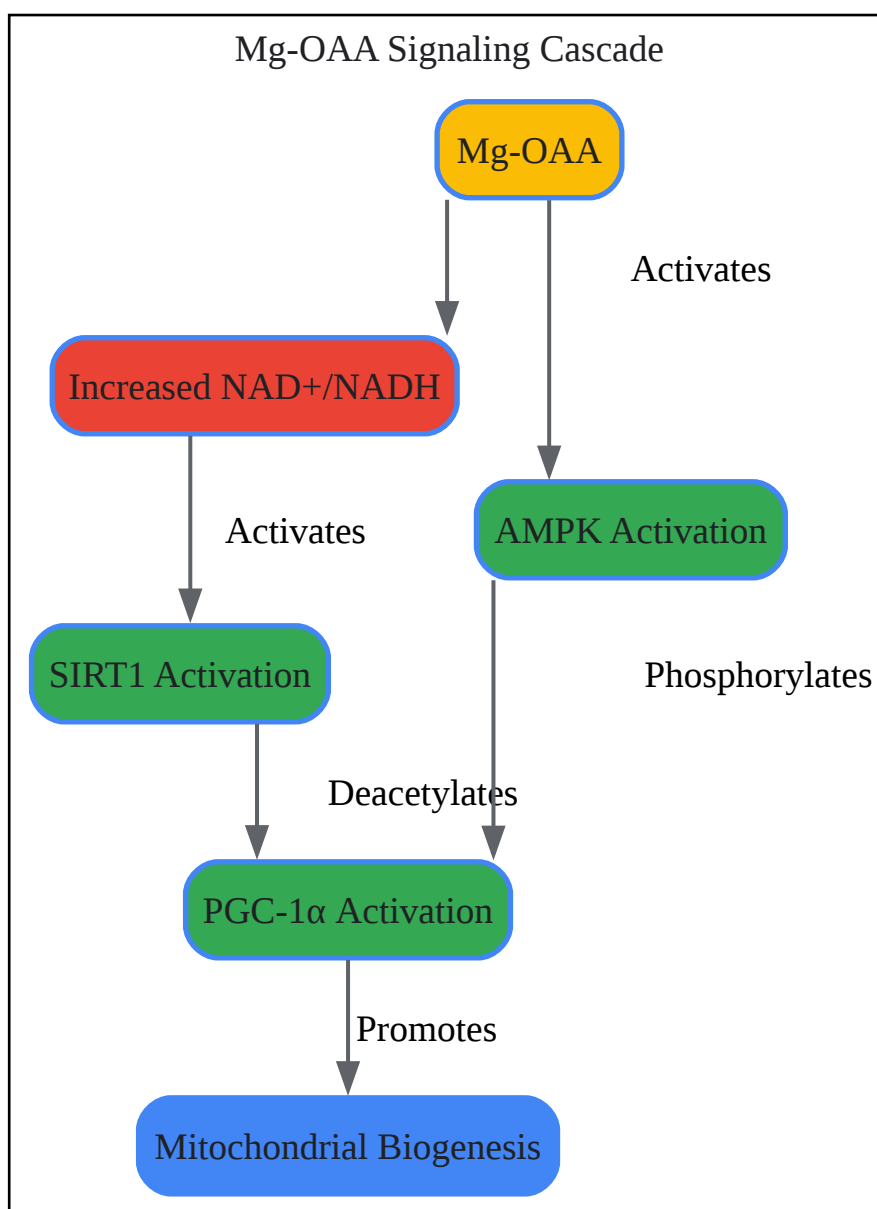 Mg-OAA Signaling Cascade
Mg-OAA
Activates
Increased NAD+/NADH
Activates
AMPK Activation
SIRT1 Activation
Phosphorylates
Deacetylates
PGC-1α Activation
Promotes
Mitochondrial Biogenesis